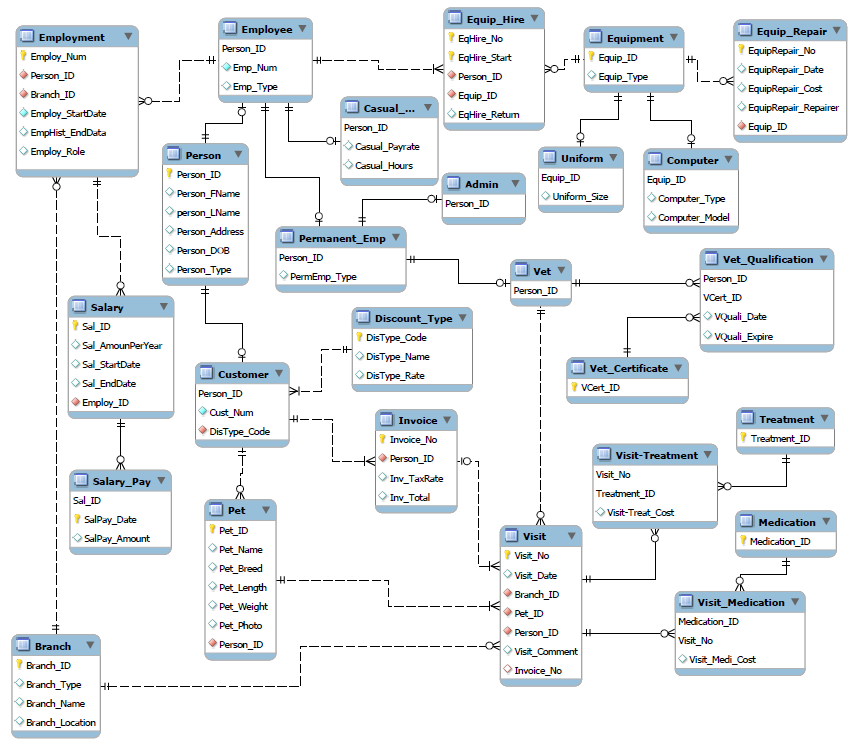 Employment
Employ_Num
Person_ID
Branch_ID
Employ_StartDate
EmpHist_EndData
Employ_Role
Employee
Person_ID
Emp_Num
Emp_Type
Equip_Hire
EqHire_No
EqHire_Start
Person_ID
Equip_ID
EqHire_Return
Equipment
Equip_ID
Equip_Type
Equip_Repair
EquipRepair_No
EquipRepair_Date
EquipRepair_Cost
EquipRepair_Repairer
Equip_ID
Casual_...
Person_ID
Casual_Payrate
Casual_Hours
Person
Person_ID
Person_FName
person_LName
Person_Address
Person_DOB
Person_Type
Uniform
Equip_ID
Uniform_Size
Computer
Equip_ID
Computer_Type
Computer_Model
Admin
Person_ID
Permanent_Emp
Person_ID
PermEmp_Type
Vet
Person_ID
Vet_Qualification
Person_ID
VCert_ID
VQuali_Date
VQuali_Expire
Salary
Sal_ID
Sal_AmounPerYear
Sal_StartDate
Sal_EndDate
Employ_ID
Discount_Type
DisType_Code
DisType_Name
DisType_Rate
Vet_Certificate
VCert_ID
Customer
Person_ID
Cust_Num
DisType_Code
Invoice
Invoice_No
Person_ID
Inv_TaxRate
Inv_Total
Treatment
Treatment_ID
Visit-Treatment
Visit_No
Treatment_ID
Visit-Treat_Cost
Salary_Pay
Sal_ID
SalPay_Date
SalPay_Amount
Pet
Pet_ID
Pet_Name
Pet_Breed
Pet_Length
Pet_Weight
Pet_Photo
Person_ID
Visit
Visit_No
Visit_Date
Branch_ID
Pet_ID
Person_ID
Visit_Comment
Invoice_No
Medication
Medication_ID
Visit_Medication
Medication_ID
Visit_No
Visit_Medi_Cost
Branch
Branch_ID
Branch_Type
Branch_Name
Branch_Location